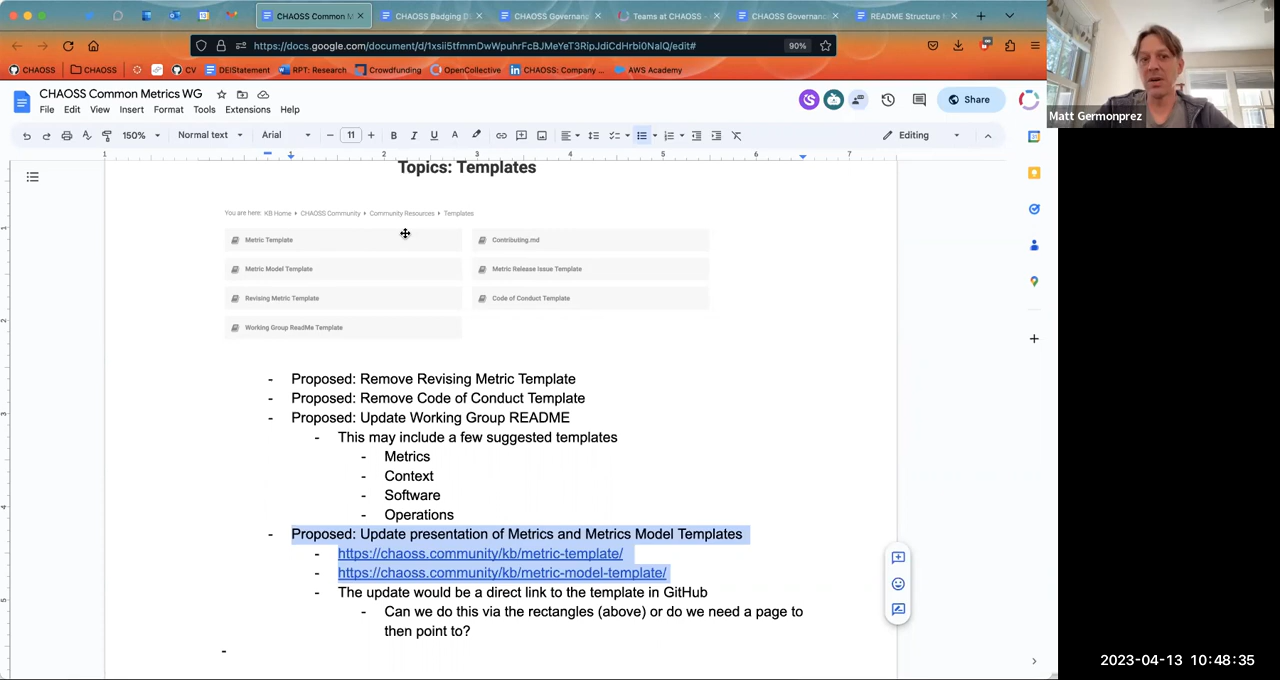 CHAOSS Common M
CHAOSS Badging D
CHAOSS Governanc
Teams at CHAOSS -
CHAOSS Governanc
README Structure
https://docs.google.com/document/d/1xsii5tfmmDwWpuhrFcBJMeYeT3RipJdiCdHrbi0NalQ/edit#
90%
CHAOSS
CHAOSS
CV
DEIStatement
RPT: Research
Crowdfunding
OpenCollective
CHAOSS: Company ...
AWS Academy
Matt Germonprez
CHAOSS Common Metrics WG
File Edit View Insert Format Tools Extensions Help
Share
150% Normal text Arial 11 Editing
1 1 2 3 4 5 6 7
Topics: Templates
You are here: KB Home CHAOSS Community Community Resources Templates
Metric Template
Contributing.md
Metric Model Template
Metric Release Issue Template
Revising Metric Template
Code of Conduct Template
Working Group ReadMe Template
- Proposed: Remove Revising Metric Template
- Proposed: Remove Code of Conduct Template
- Proposed: Update Working Group README
- This may include a few suggested templates
- Metrics
- Context
- Software
- Operations
- Proposed: Update presentation of Metrics and Metrics Model Templates
- https://chaoss.community/kb/metric-template/
- https://chaoss.community/kb/metric-model-template/
- The update would be a direct link to the template in GitHub
- Can we do this via the rectangles (above) or do we need a page to
then point to?
-
2023-04-13 10:48:35